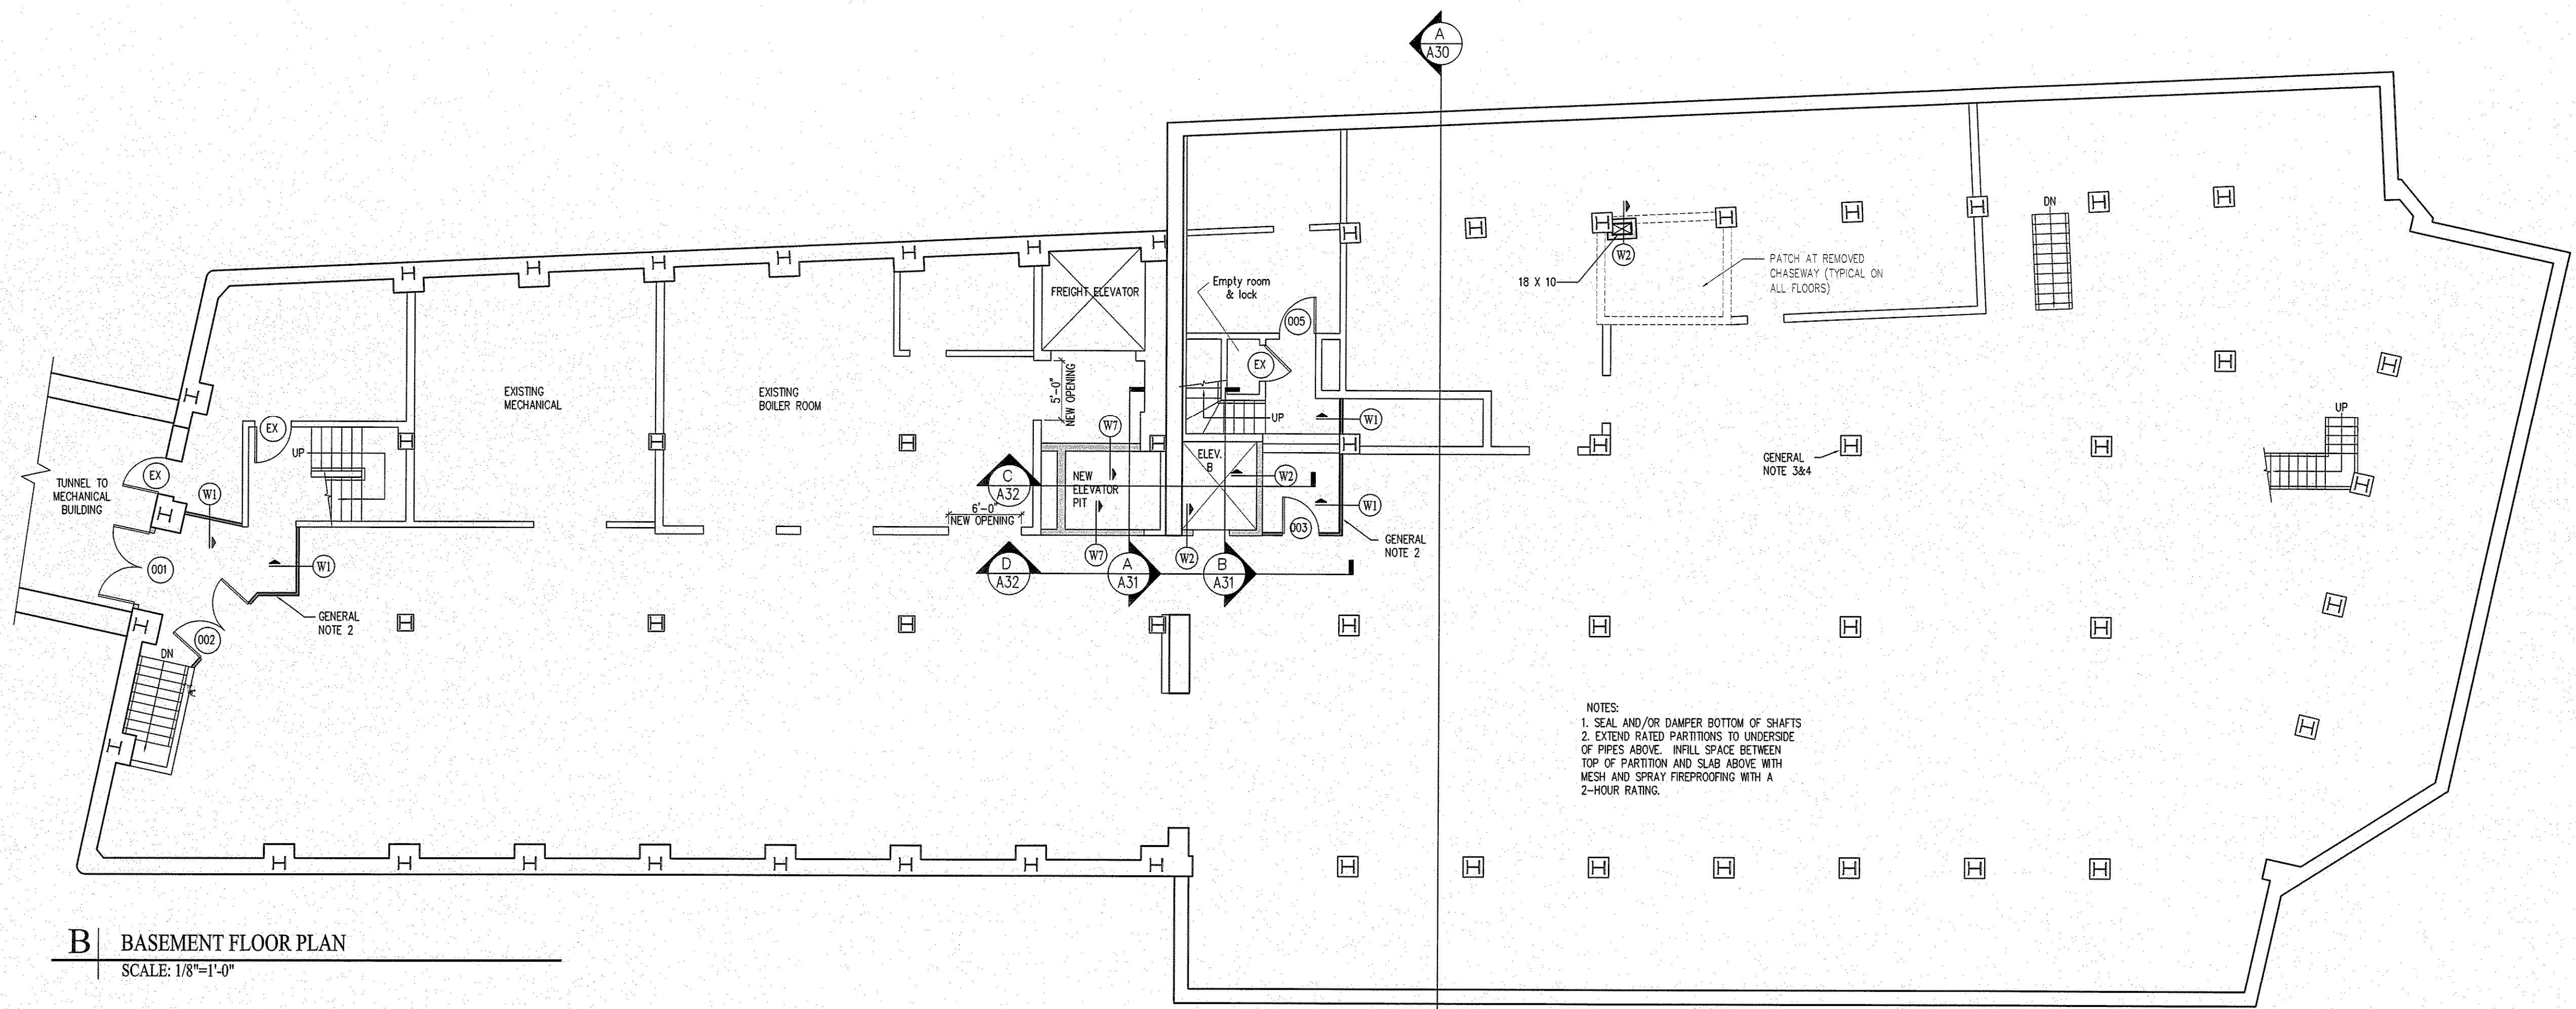 A
A30
DN
PATCH AT REMOVED
CHASEWAY (TYPICAL ON
ALL FLOORS)
W2
18 X 10
FREIGHT ELEVATOR
Empty room
& lock
005
EX
5'-0"
NEW OPENING
EXISTING
MECHANICAL
EXISTING
BOILER ROOM
UP
W1
UP
EX
UP
W7
GENERAL
NOTE 3&4
ELEV.
B
W2
C
A32
NEW
ELEVATOR
PIT
EX
TUNNEL TO
MECHANICAL
BUILDING
W1
W1
6'-0"
NEW OPENING
003
GENERAL
NOTE 2
W7
W2
D
A32
A
A31
B
A31
001
W1
GENERAL
NOTE 2
002
DN
NOTES:
1. SEAL AND/OR DAMPER BOTTOM OF SHAFTS
2. EXTEND RATED PARTITIONS TO UNDERSIDE
OF PIPES ABOVE. INFILL SPACE BETWEEN
TOP OF PARTITION AND SLAB ABOVE WITH
MESH AND SPRAY FIREPROOFING WITH A
2-HOUR RATING.
B
BASEMENT FLOOR PLAN
SCALE: 1/8"=1'-0"